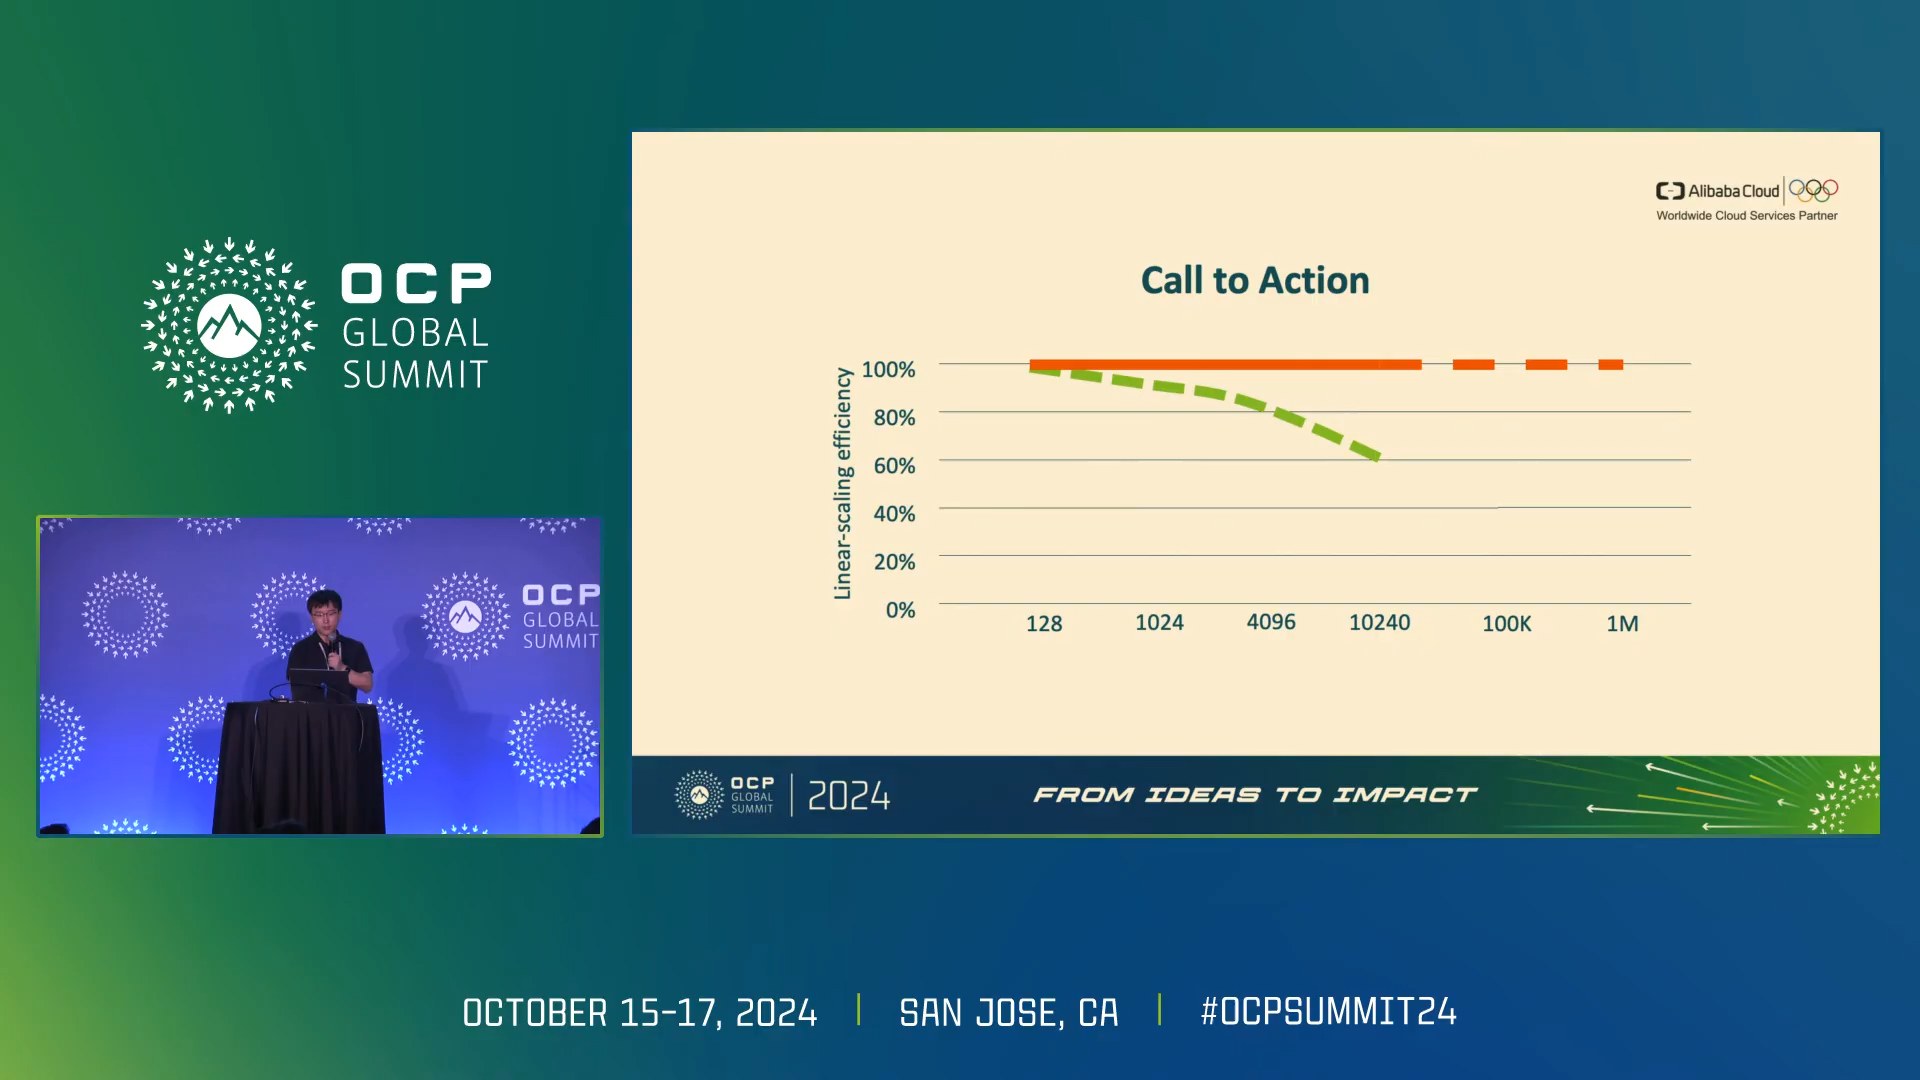 OCP
GLOBAL
SUMMIT
OCP
GLOBAL
SUMMIT
Alibaba Cloud
Worldwide Cloud Services Partner
Call to Action
Linear-scaling efficiency
100%
80%
60%
40%
20%
0%
128 1024 4096 10240 100K 1M
OCP
GLOBAL
SUMMIT
2024
FROM IDEAS TO IMPACT
OCTOBER 15-17, 2024 | SAN JOSE, CA | #OCPSUMMIT24